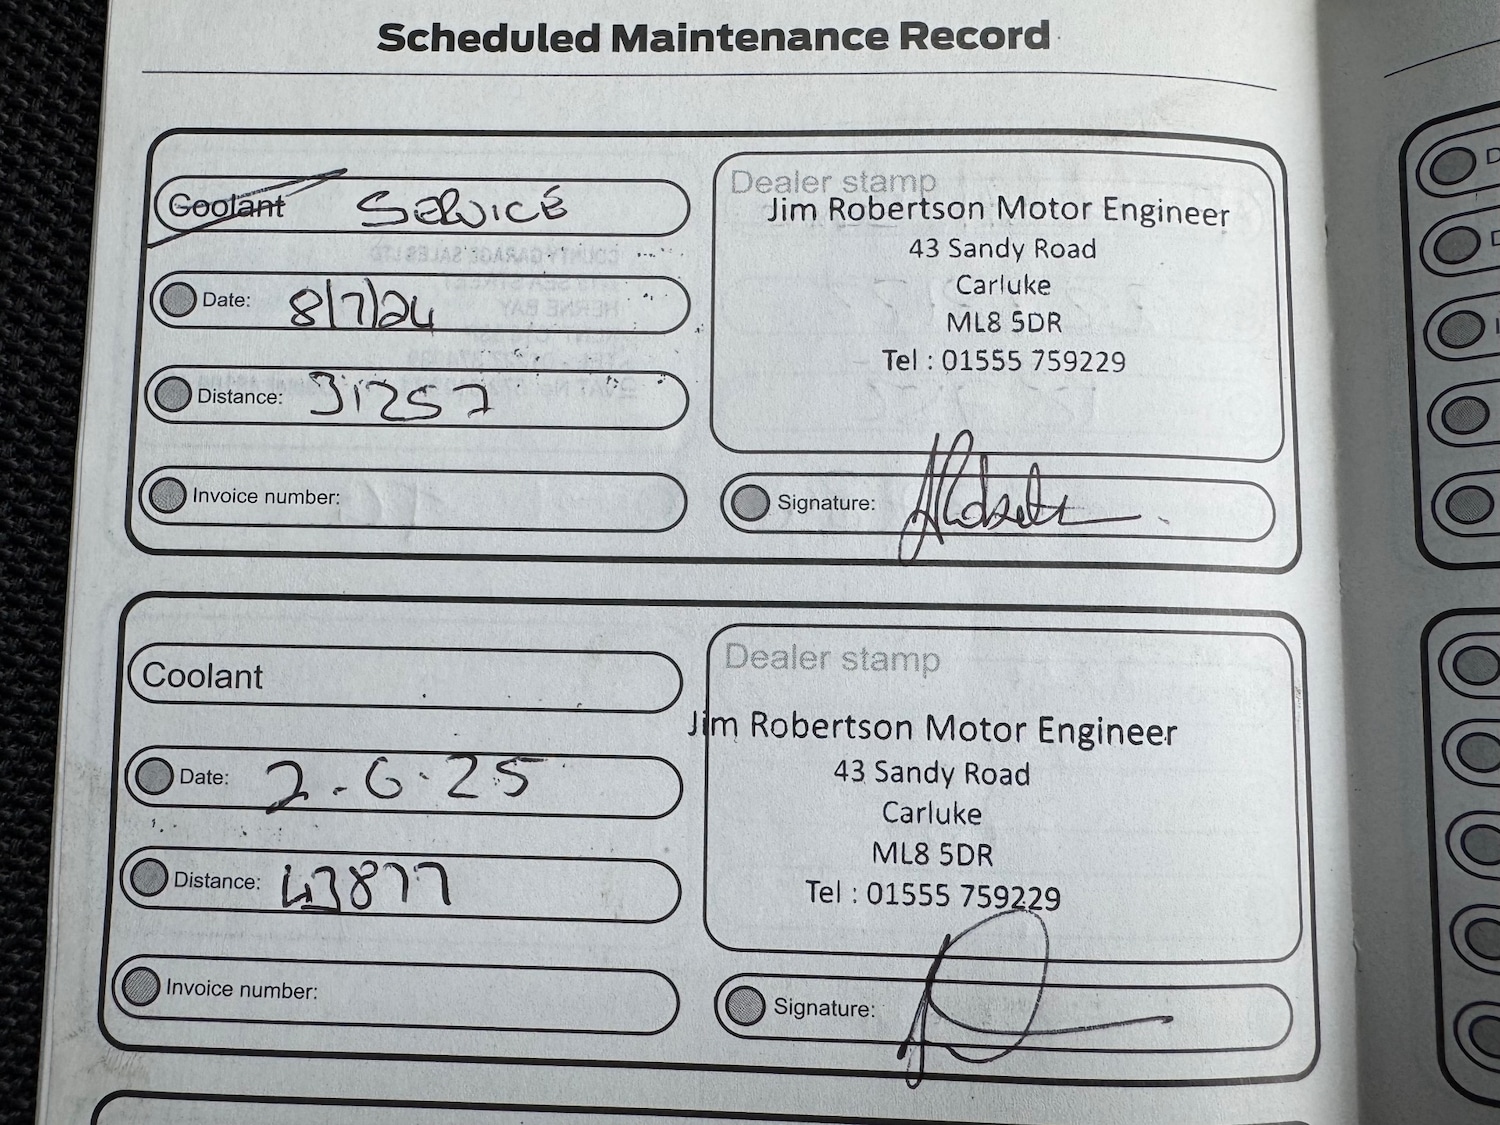 Scheduled Maintenance Record
Coolant SERVICE
Date: 8/7/24
Distance: 31257
Invoice number:
Dealer stamp
Jim Robertson Motor Engineer
43 Sandy Road
Carluke
ML8 5DR
Tel : 01555 759229
Signature:
Coolant
Date: 2.6.25
Distance: 43877
Invoice number:
Dealer stamp
Jim Robertson Motor Engineer
43 Sandy Road
Carluke
ML8 5DR
Tel : 01555 759229
Signature: